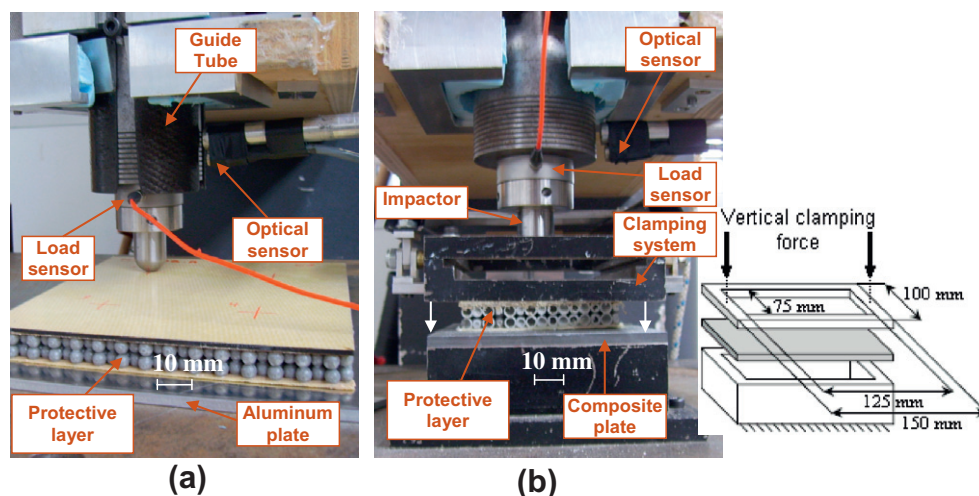 Guide
Tube
Load
sensor
Optical
sensor
10 mm
Protective
layer
Aluminum
plate
(a)
Optical
sensor
Load
sensor
Impactor
Clamping
system
10 mm
Protective
layer
Composite
plate
(b)
Vertical clamping
force
100 mm
75 mm
125 mm
150 mm